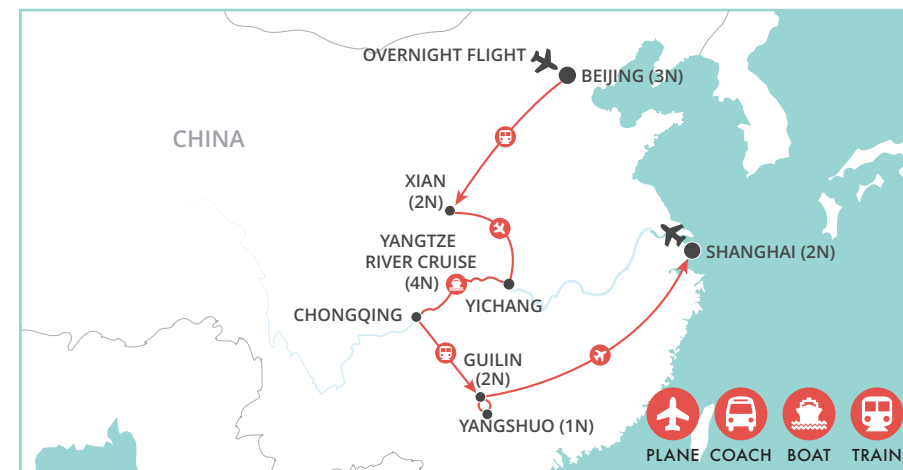 OVERNIGHT FLIGHT
BEIJING (3N)
CHINA
XIAN
(2N)
YANGTZE
RIVER CRUISE
(4N)
SHANGHAI (2N)
YICHANG
CHONGQING
GUILIN
(2N)
YANGSHUO (1N)
PLANE COACH BOAT TRAIN